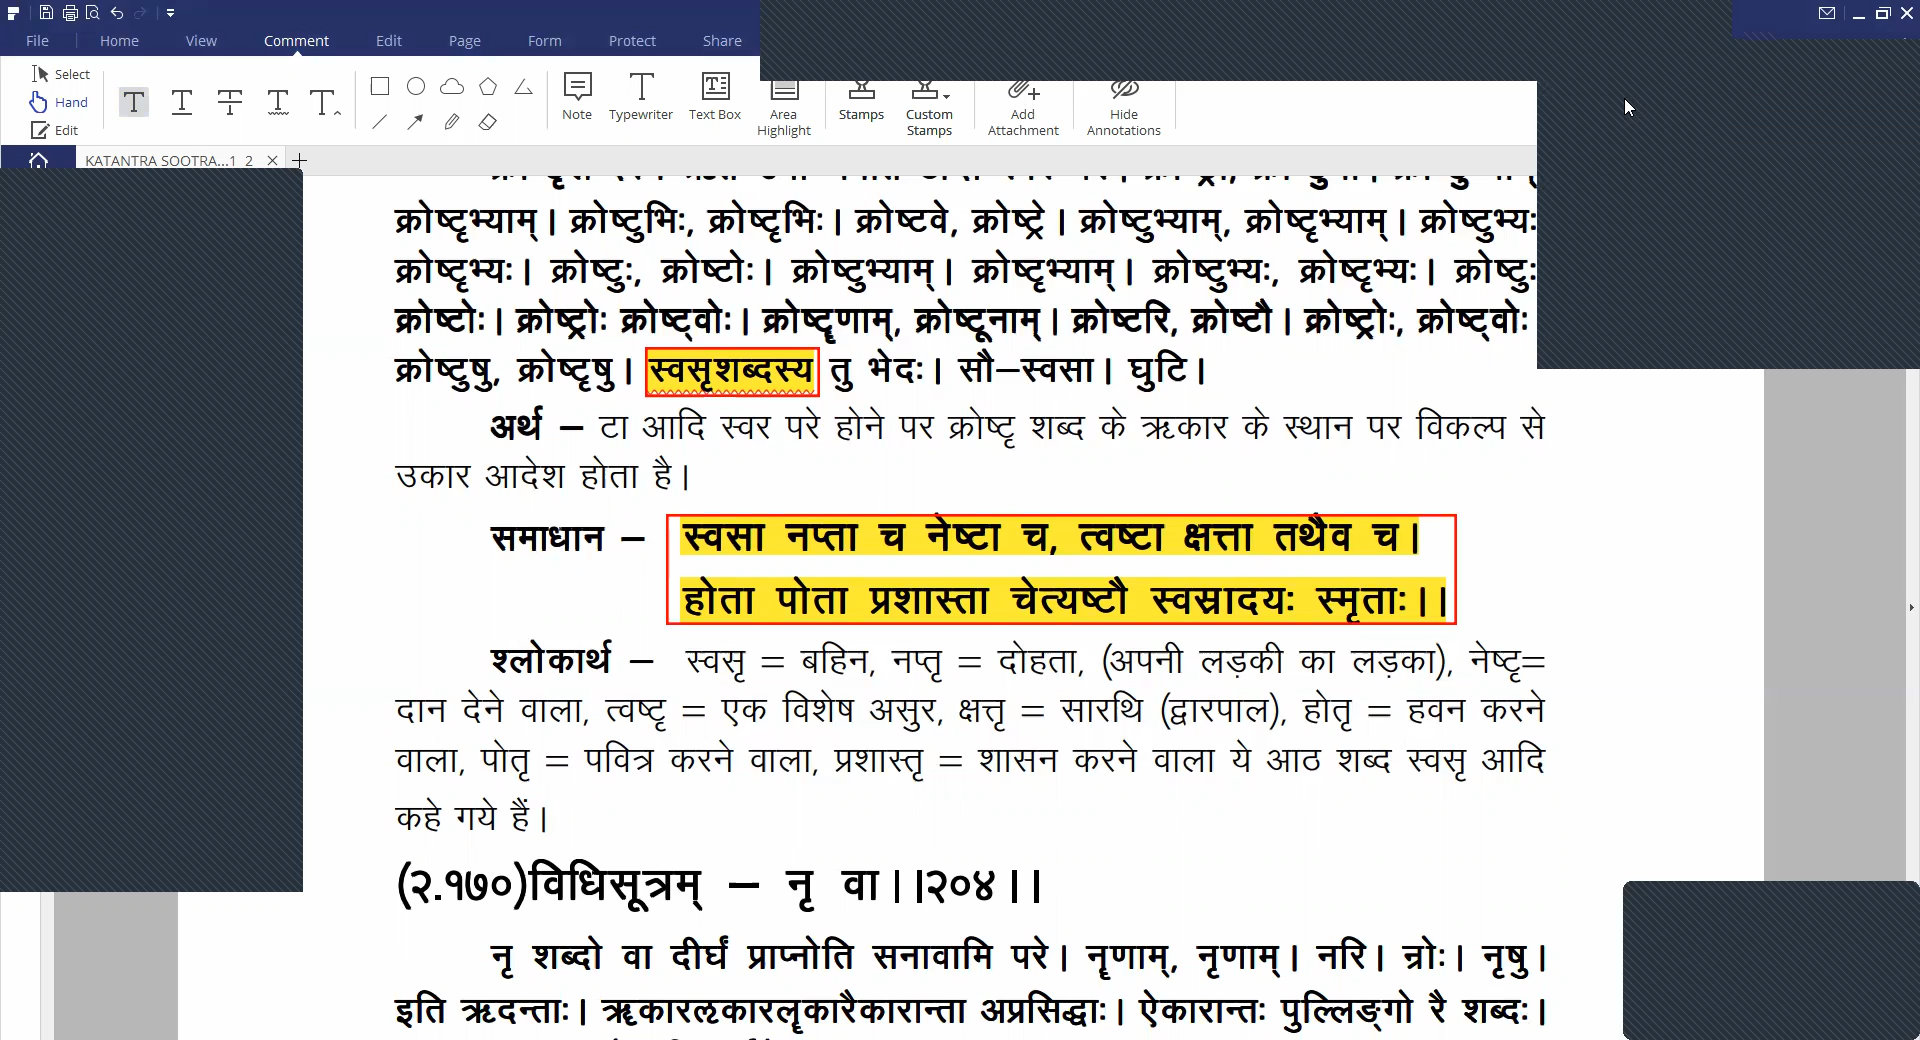 File Home View Comment Edit Page Form Protect Share
Select
Hand
Edit
Note Typewriter Text Box Area Highlight Stamps Custom Stamps Add Attachment Hide Annotations
KATANTRA SOOTRA...1 2
क्रोष्टृभ्याम्। क्रोष्टुभिः, क्रोष्टृभिः। क्रोष्टवे, क्रोष्ट्रे। क्रोष्टुभ्याम्, क्रोष्टृभ्याम्। क्रोष्टुभ्यः
क्रोष्टृभ्यः। क्रोष्टुः, क्रोष्टोः। क्रोष्टुभ्याम्। क्रोष्टृभ्याम्। क्रोष्टुभ्यः, क्रोष्टृभ्यः। क्रोष्टुः
क्रोष्टोः। क्रोष्ट्रोः क्रोष्ट्वोः। क्रोष्टॄणाम्, क्रोष्टूनाम्। क्रोष्टरि, क्रोष्टौ। क्रोष्ट्रोः, क्रोष्ट्वोः
क्रोष्टुषु, क्रोष्टृषु। स्वसृशब्दस्य तु भेदः। सौ–स्वसा। घुटि।
अर्थ – टा आदि स्वर परे होने पर क्रोष्टृ शब्द के ऋकार के स्थान पर विकल्प से
उकार आदेश होता है।
समाधान – स्वसा नप्ता च नेष्टा च, त्वष्टा क्षत्ता तथैव च।
होता पोता प्रशास्ता चेत्यष्टौ स्वस्रादयः स्मृताः।।
श्लोकार्थ – स्वसृ = बहिन, नप्तृ = दोहता, (अपनी लड़की का लड़का), नेष्टृ=
दान देने वाला, त्वष्टृ = एक विशेष असुर, क्षत्तृ = सारथि (द्वारपाल), होतृ = हवन करने
वाला, पोतृ = पवित्र करने वाला, प्रशास्तृ = शासन करने वाला ये आठ शब्द स्वसृ आदि
कहे गये हैं।
(२.१७०)विधिसूत्रम् – नृ वा।।२०४।।
नृ शब्दो वा दीर्घं प्राप्नोति सनावामि परे। नॄणाम्, नृणाम्। नरि। न्रोः। नृषु।
इति ऋदन्ताः। ॠकारलृकारलॄकारैकारान्ता अप्रसिद्धाः। ऐकारान्तः पुल्लिङ्गो रै शब्दः।